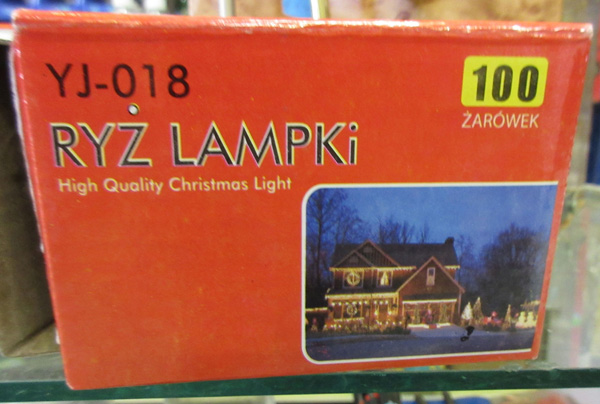 YJ-018
100
ŻARÓWEK
RYŻ LAMPKi
High Quality Christmas Light